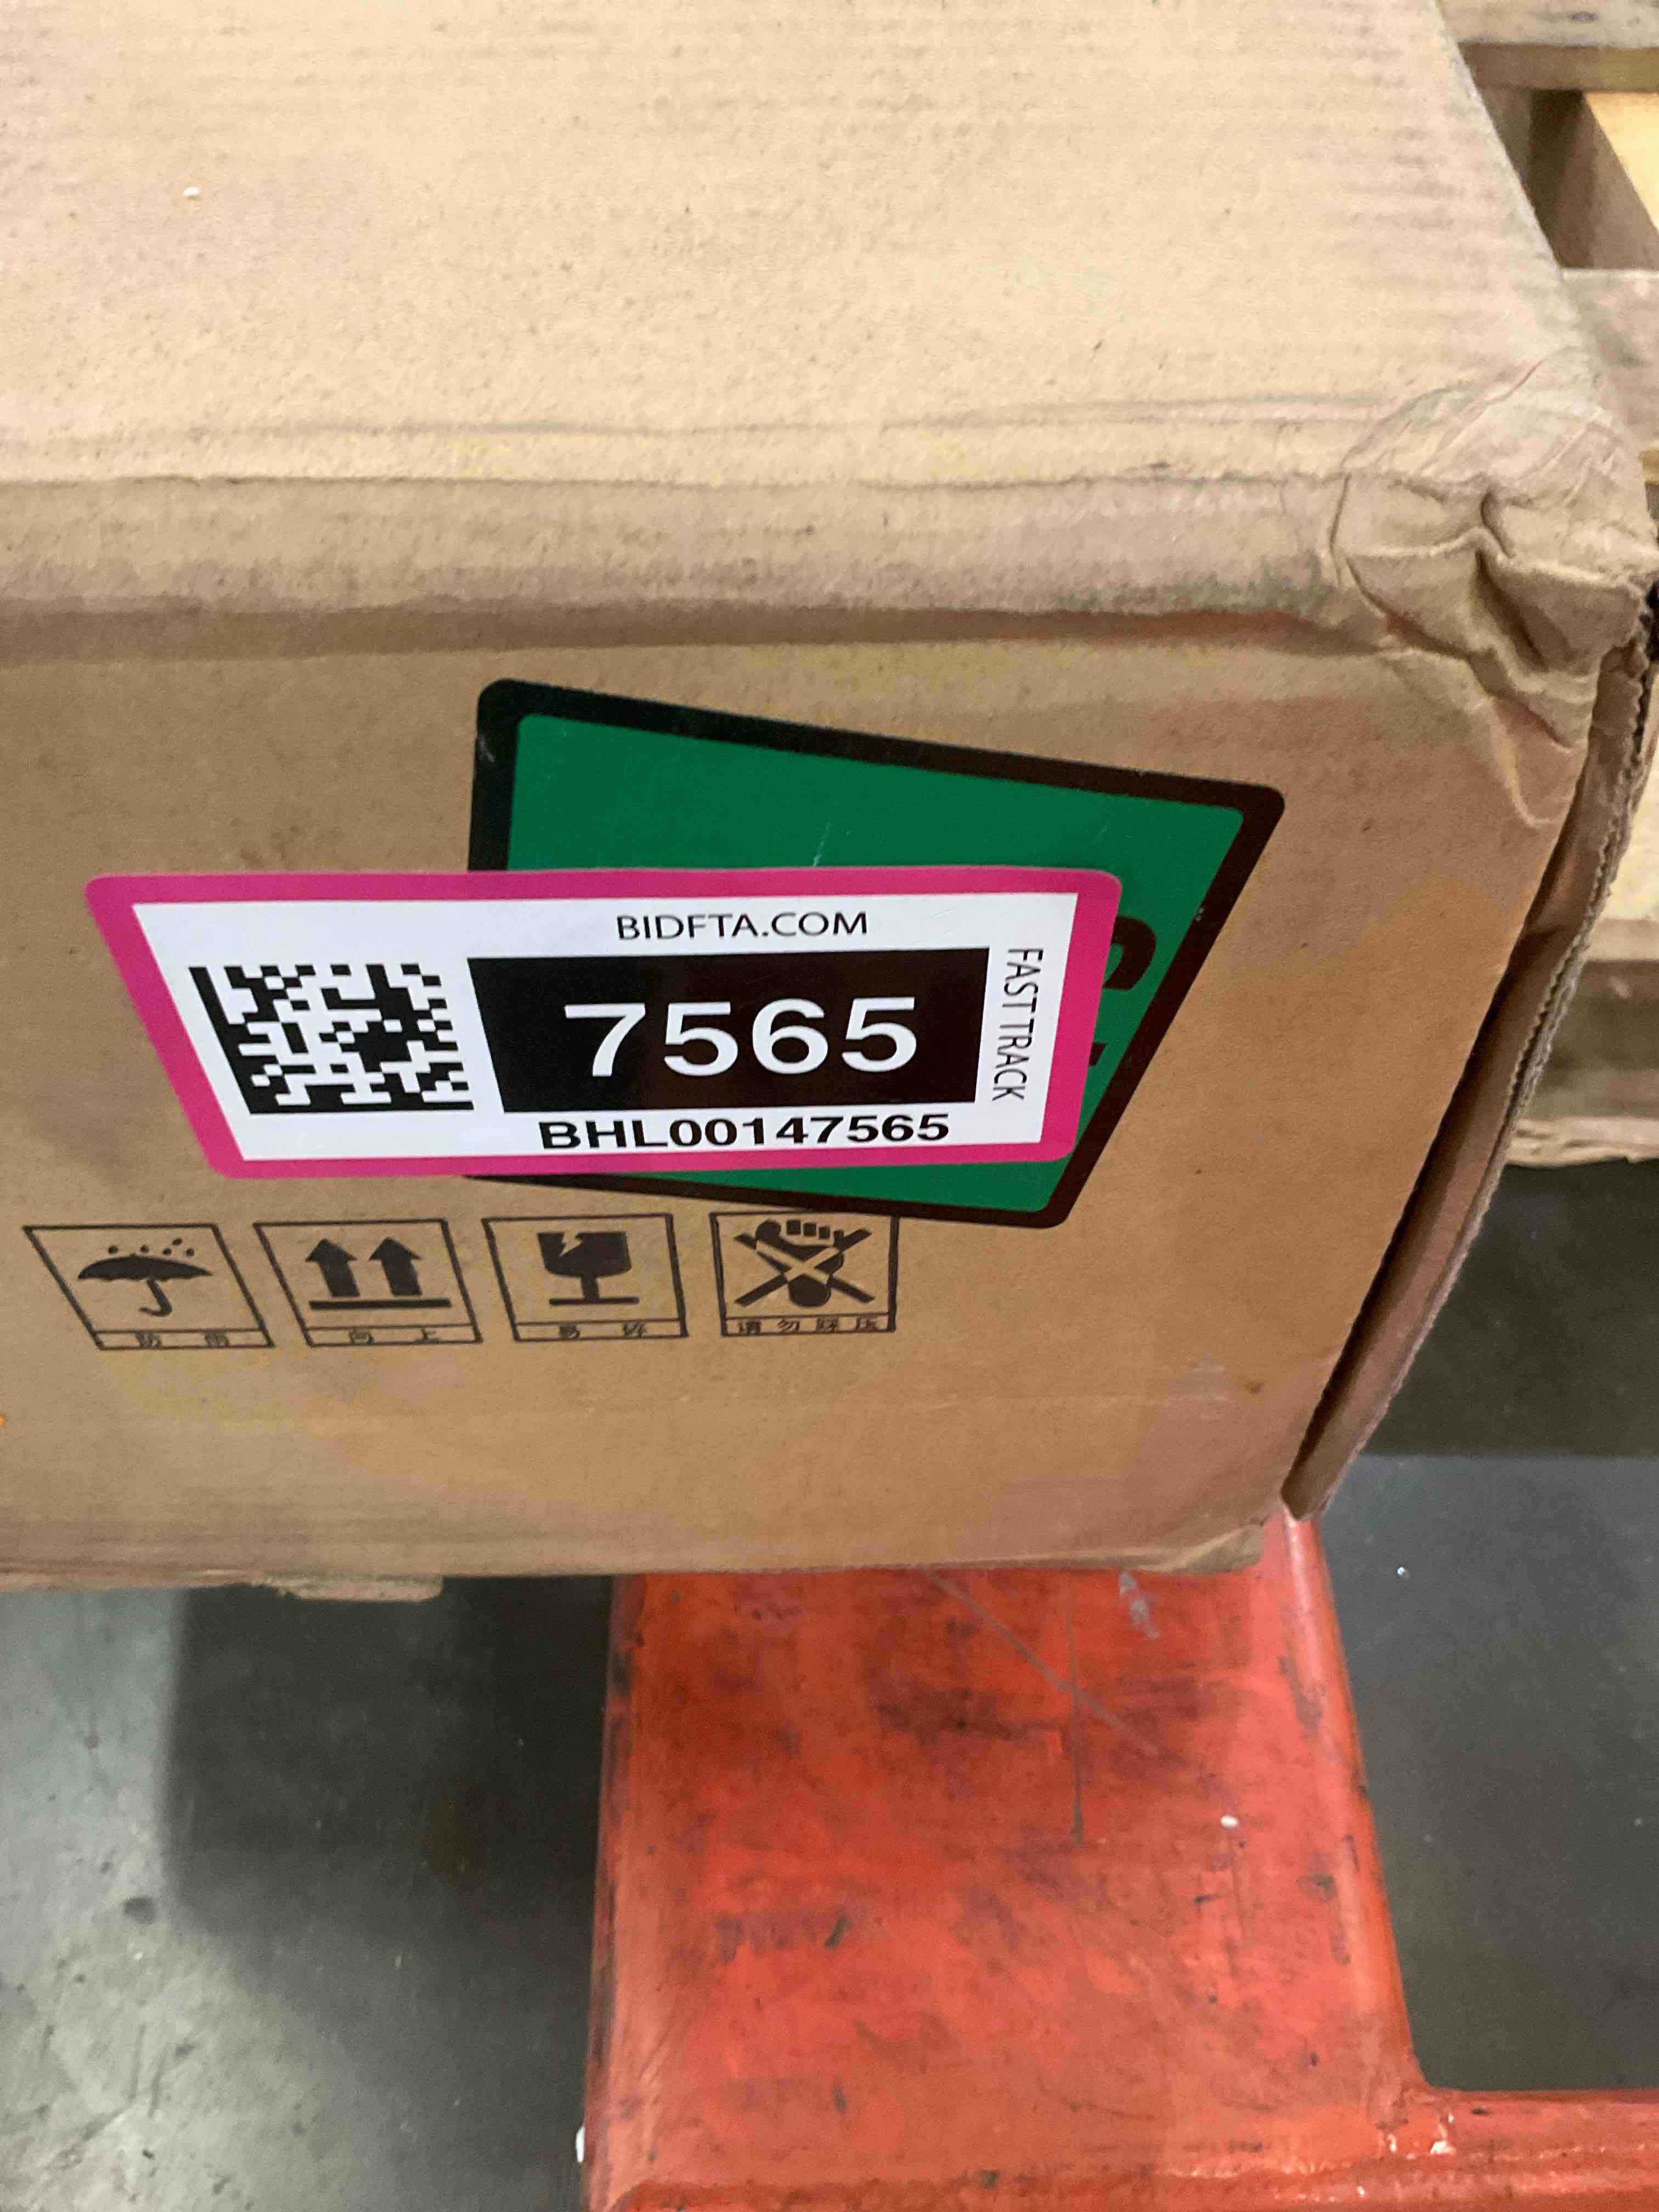 BIDFTA.COM
7565
FAST TRACK
BHL00147565
防 雨
向 上
易 碎
请 勿 踩 压